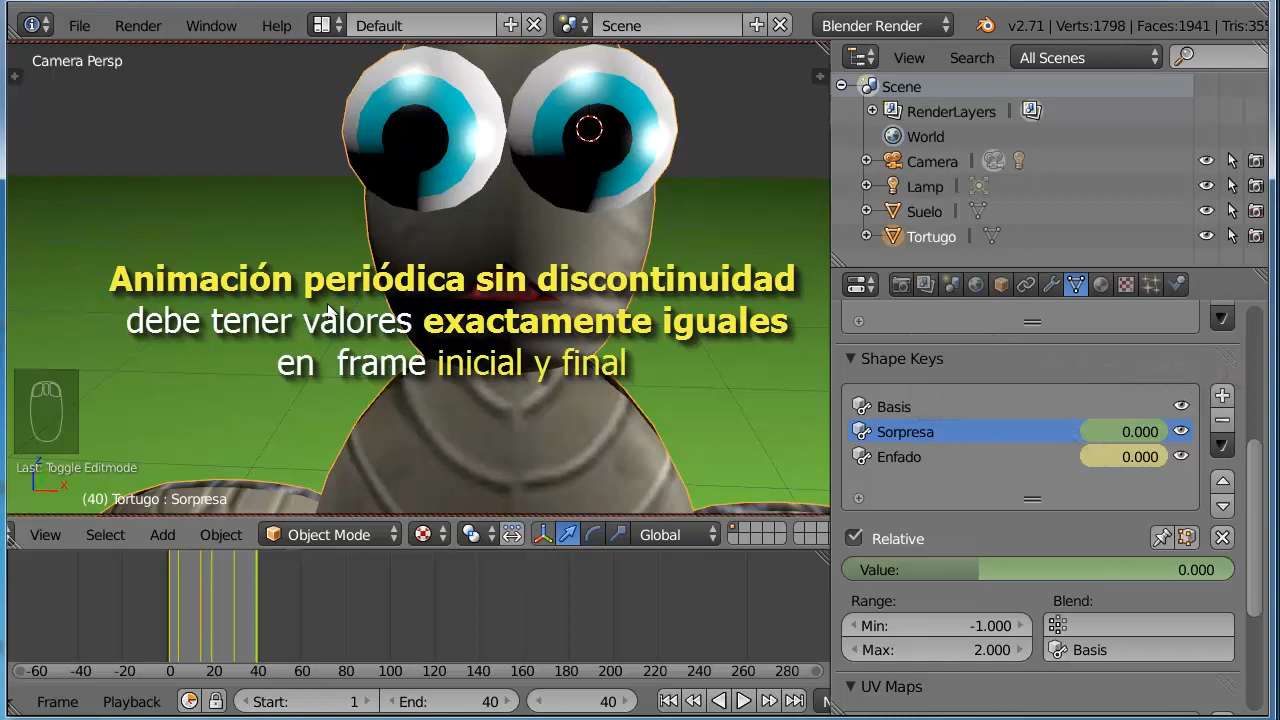 File Render Window Help Default Scene Blender Render v2.71 | Verts:1798 | Faces:1941 | Tris:355
Camera Persp
View Search All Scenes
Scene
RenderLayers
World
Camera
Lamp
Suelo
Tortugo
Animación periódica sin discontinuidad
debe tener valores exactamente iguales
en frame inicial y final
Last: Toggle Editmode
z
x
(40) Tortugo : Sorpresa
Shape Keys
Basis
Sorpresa 0.000
Enfado 0.000
Relative
Value: 0.000
Range: Blend:
Min: -1.000
Max: 2.000 Basis
UV Maps
View Select Add Object Object Mode Global
-60 -40 -20 0 20 40 60 80 100 120 140 160 180 200 220 240 260 280
Frame Playback Start: 1 End: 40 40